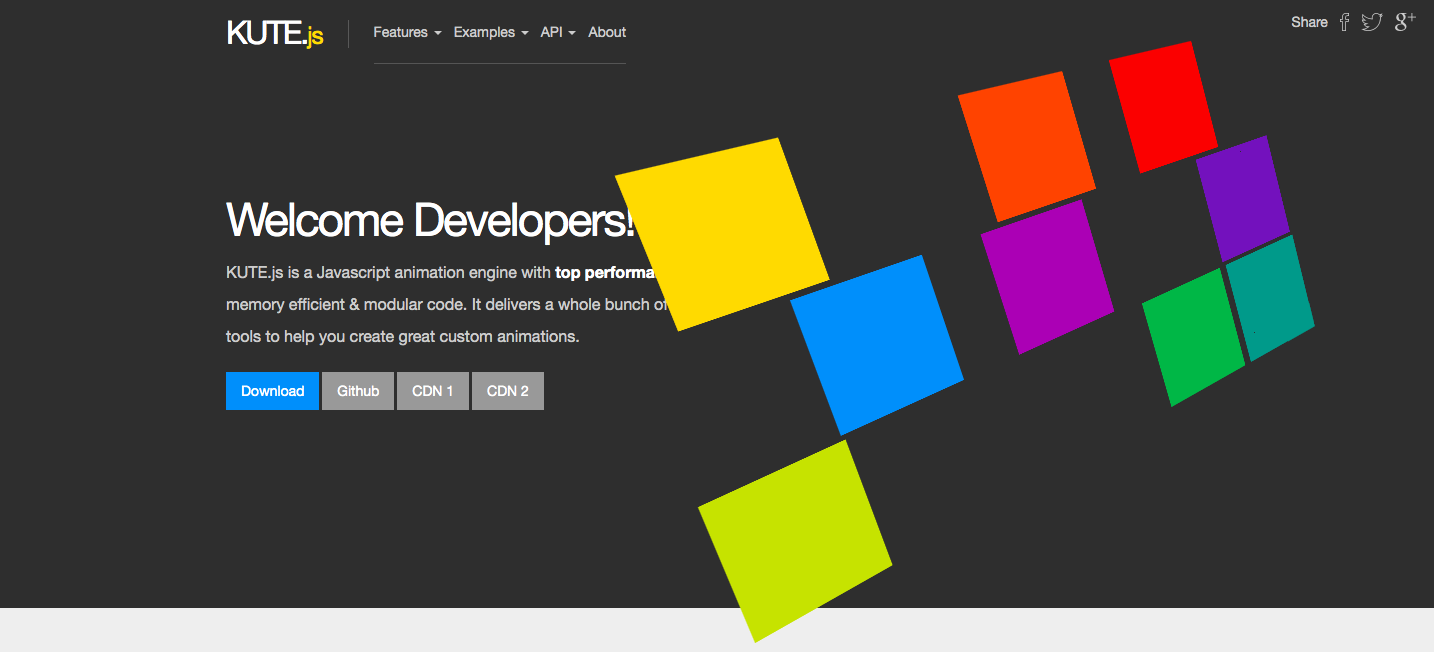 KUTE.js
Features Examples API About
Share
Welcome Developers!
KUTE.js is a Javascript animation engine with top performa
memory efficient & modular code. It delivers a whole bunch of
tools to help you create great custom animations.
Download Github CDN 1 CDN 2